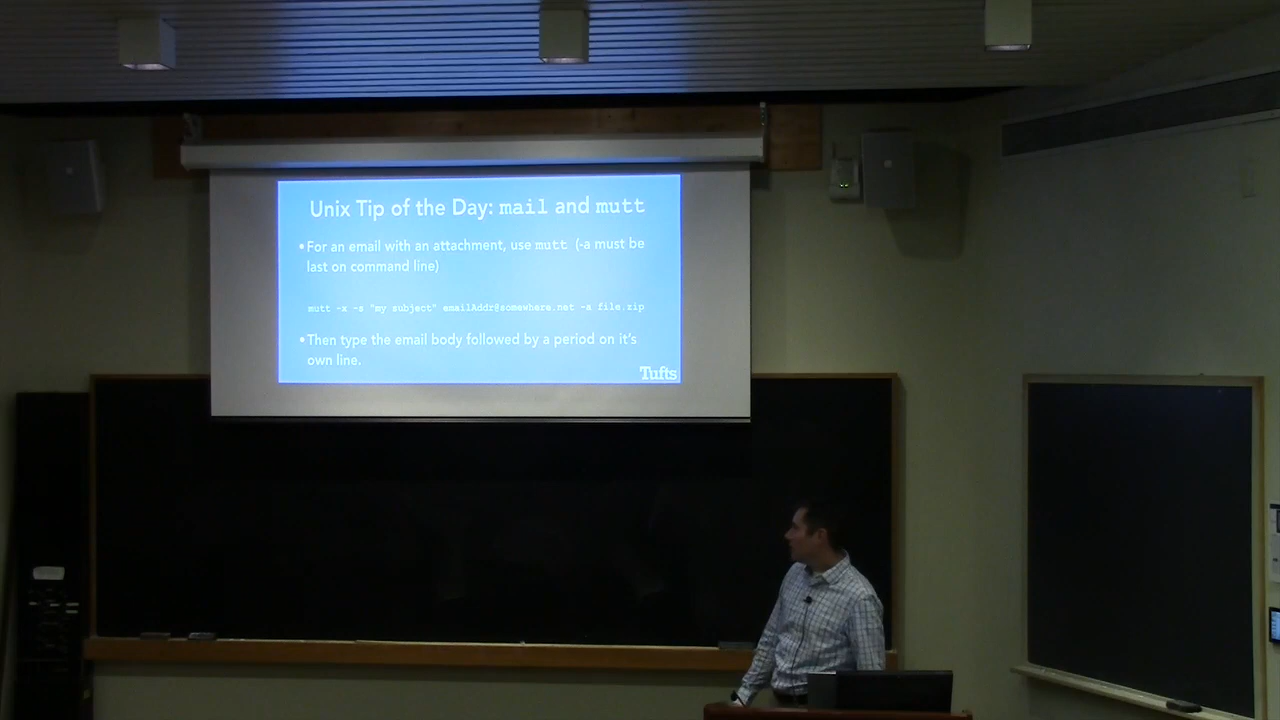 Unix Tip of the Day: mail and mutt
• For an email with an attachment, use mutt (-a must be
last on command line)
mutt -x -s "my subject" emailAddr@somewhere.net -a file.zip
• Then type the email body followed by a period on it's
own line.
Tufts